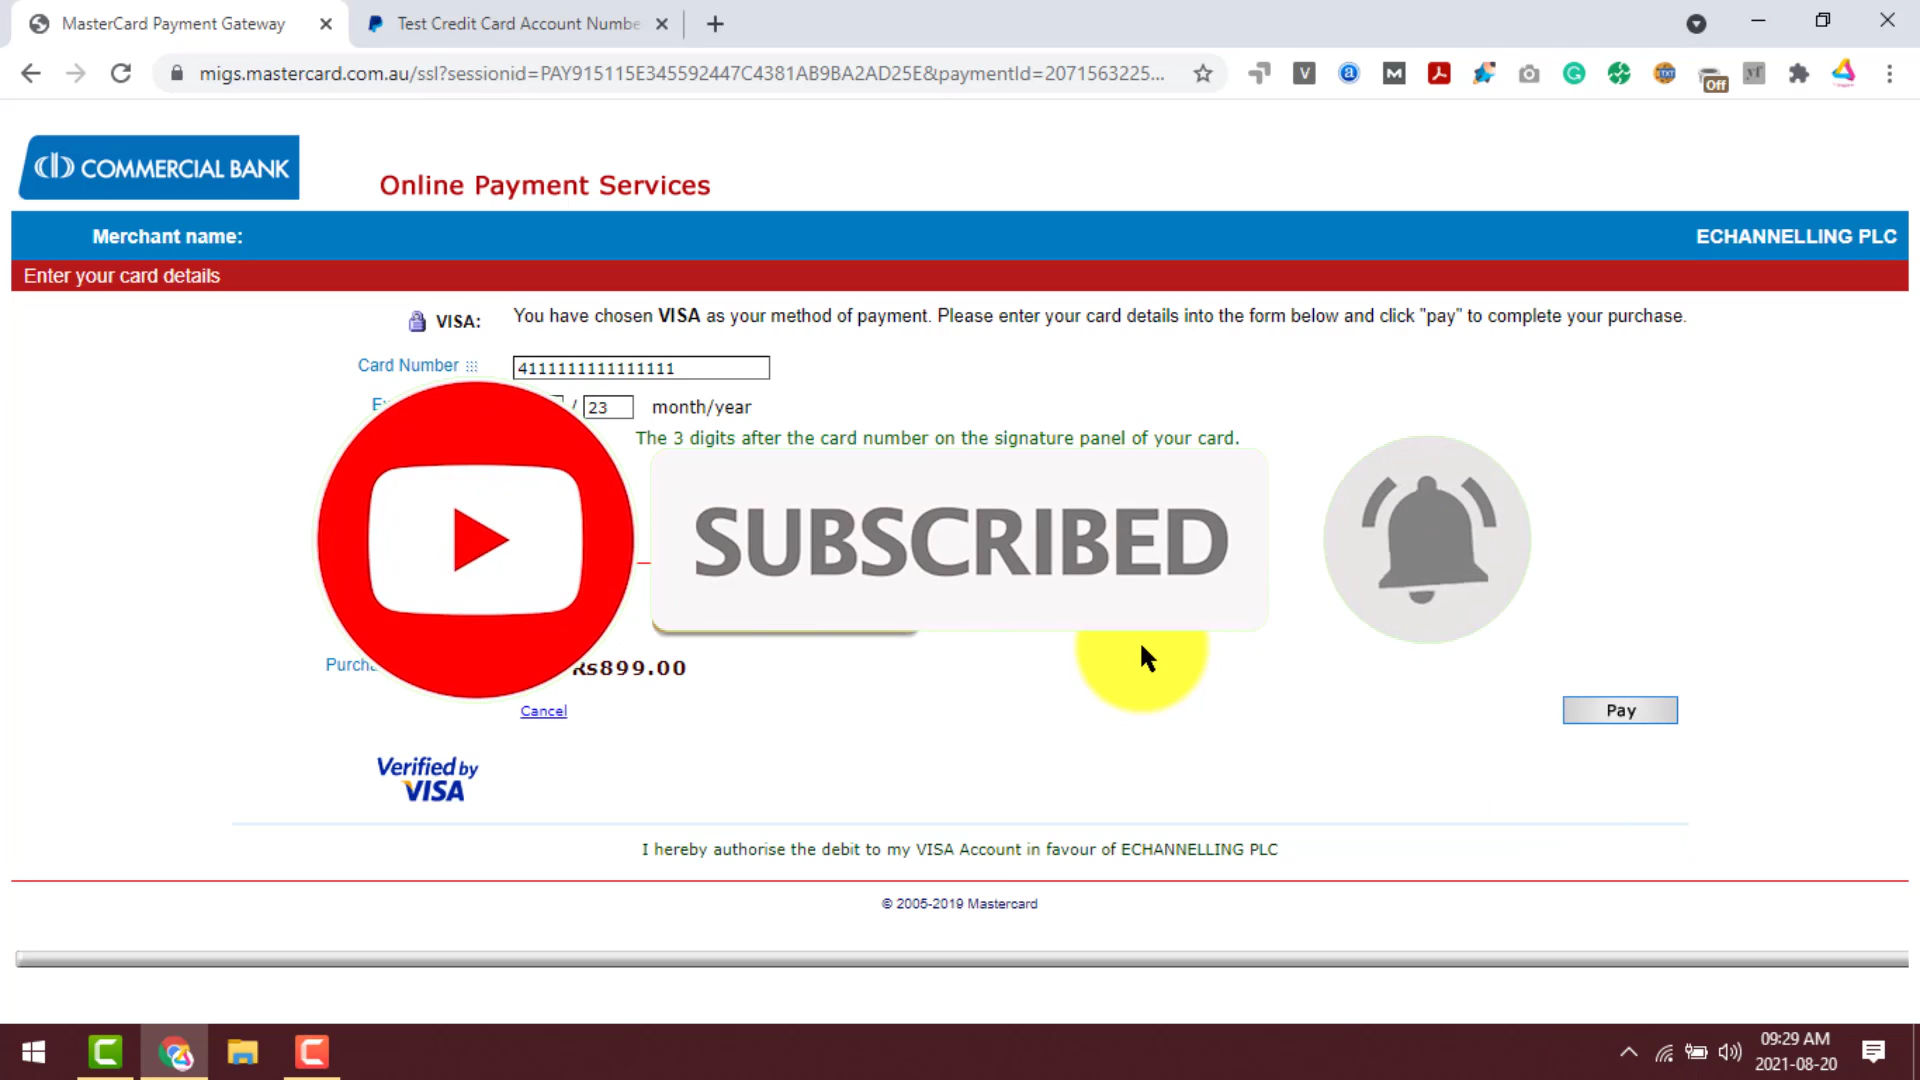 MasterCard Payment Gateway
Test Credit Card Account Numbe
migs.mastercard.com.au/ssl?sessionid=PAY915115E345592447C4381AB9BA2AD25E&paymentId=2071563225...
V
a
M
TXT
Off
yf
COMMERCIAL BANK
Online Payment Services
Merchant name:
ECHANNELLING PLC
Enter your card details
VISA:
You have chosen VISA as your method of payment. Please enter your card details into the form below and click "pay" to complete your purchase.
Card Number
4111111111111111
/ 23 month/year
The 3 digits after the card number on the signature panel of your card.
SUBSCRIBED
Rs899.00
Cancel
Pay
Verified by
VISA
I hereby authorise the debit to my VISA Account in favour of ECHANNELLING PLC
© 2005-2019 Mastercard
09:29 AM
2021-08-20